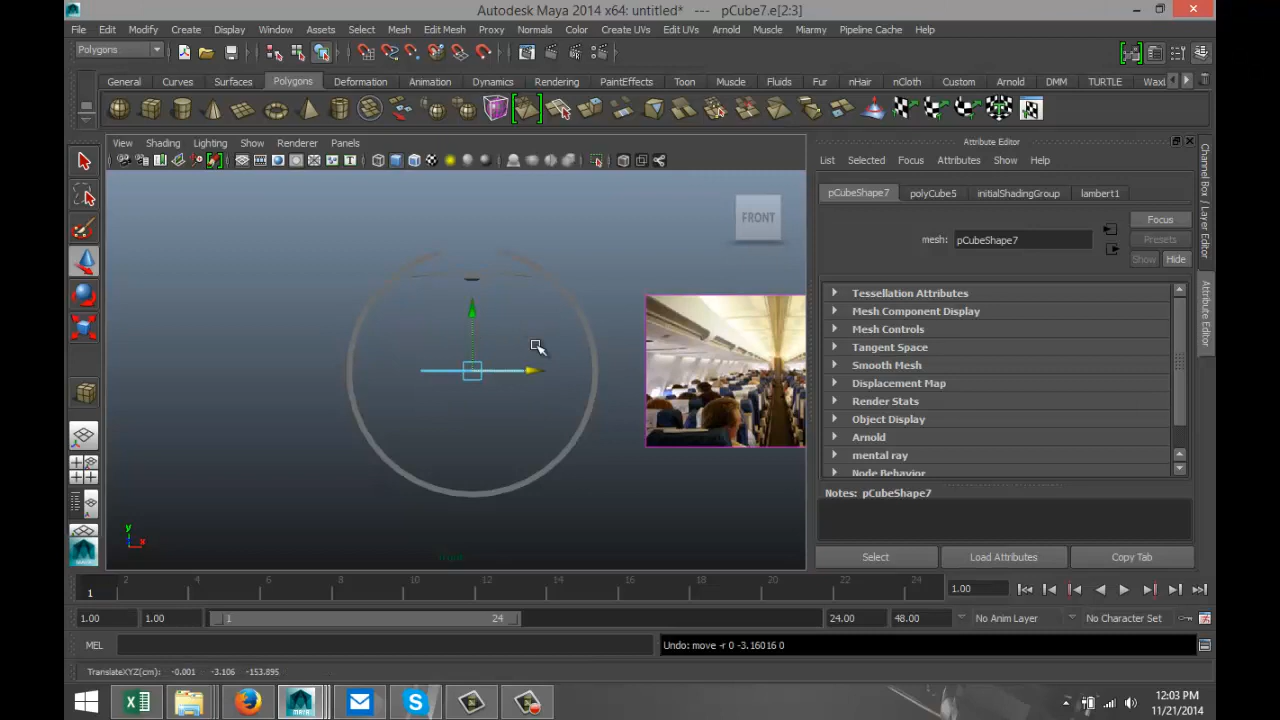 Autodesk Maya 2014 x64: untitled* --- pCube7.e[2:3]
File Edit Modify Create Display Window Assets Select Mesh Edit Mesh Proxy Normals Color Create UVs Edit UVs Arnold Muscle Pipeline Cache Help
Polygons
General Curves Surfaces Polygons Deformation Animation Dynamics Rendering PaintEffects Toon Muscle Fluids Fur nHair nCloth Custom Arnold DMM TURTLE Waxl
View Shading Lighting Show Renderer Panels
Attribute Editor
List Selected Focus Attributes Show Help
pCubeShape7 polyCube5 initialShadingGroup lambert1
mesh: pCubeShape7
Focus
Presets
Show Hide
Tessellation Attributes
Mesh Component Display
Mesh Controls
Tangent Space
Smooth Mesh
Displacement Map
Render Stats
Object Display
Arnold
mental ray
Node Behavior
Notes: pCubeShape7
Select Load Attributes Copy Tab
Channel Box / Layer Editor
Attribute Editor
FRONT
y
x
2 4 6 8 10 12 14 16 18 20 22 24
1
1.00
1.00 1.00 1 24 24.00 48.00 No Anim Layer No Character Set
MEL
Undo: move -r 0 -3.16016 0
TranslateXYZ(cm): -0.001 -3.106 -153.895
12:03 PM
11/21/2014